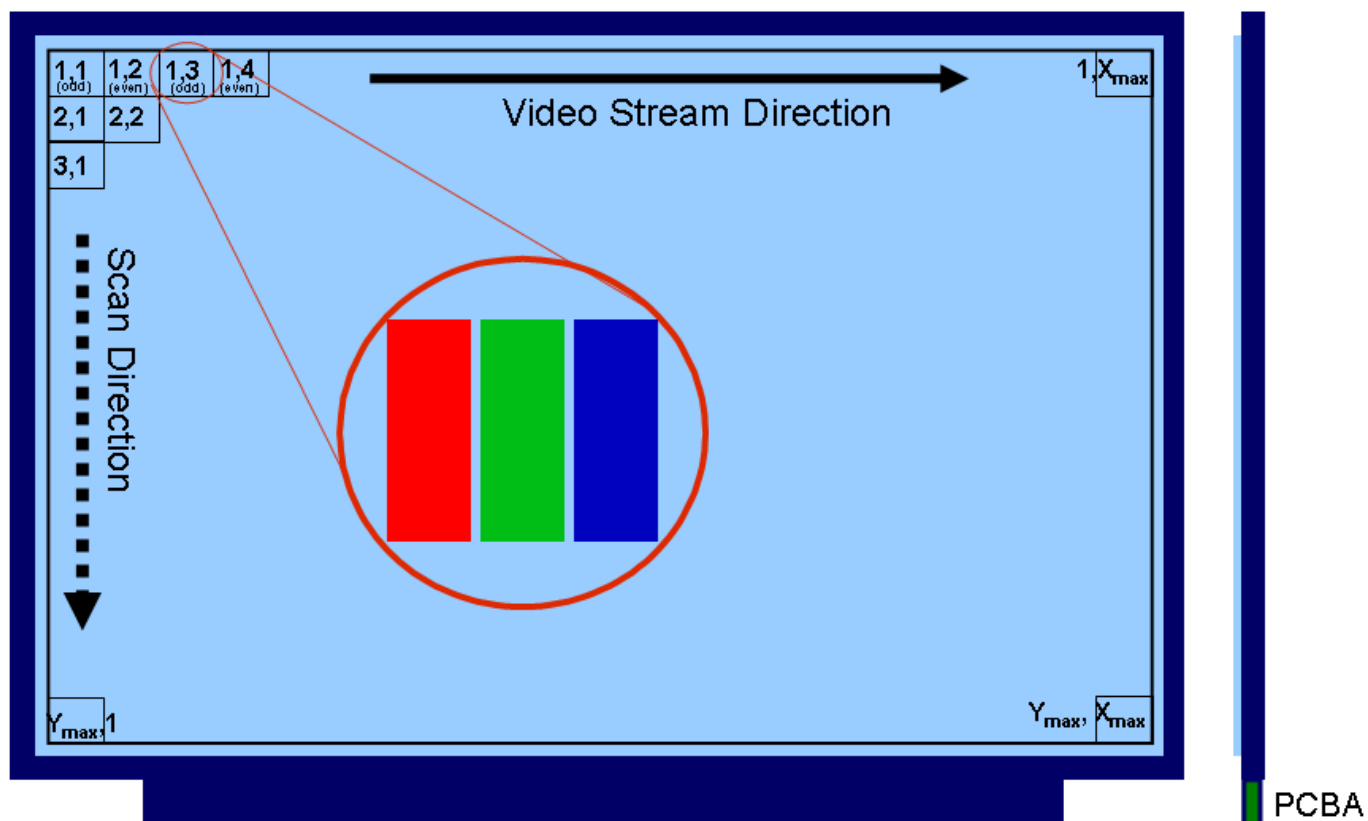 1,1 1,2 1,3 1,4 1,Xmax
(odd) (even) (odd) (even)
Video Stream Direction
2,1 2,2
3,1
Scan Direction
Ymax,1 Ymax, Xmax
PCBA